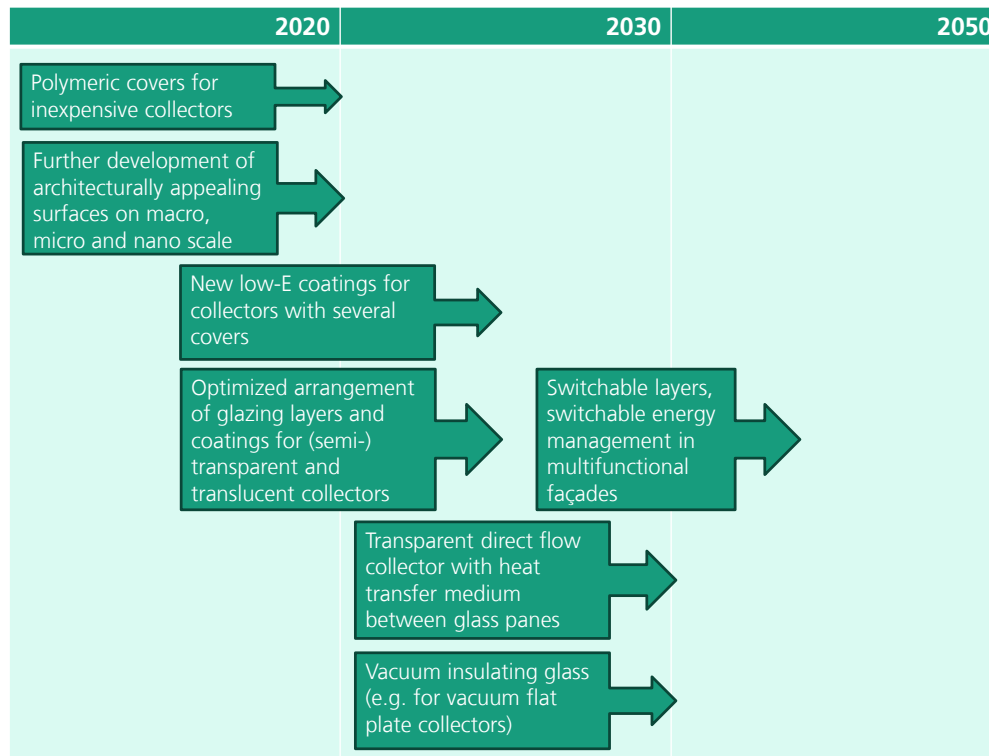 2020
2030
2050
Polymeric covers for
inexpensive collectors
Further development of
architecturally appealing
surfaces on macro,
micro and nano scale
New low-E coatings for
collectors with several
covers
Optimized arrangement
of glazing layers and
coatings for (semi-)
transparent and
translucent collectors
Switchable layers,
switchable energy
management in
multifunctional
façades
Transparent direct flow
collector with heat
transfer medium
between glass panes
Vacuum insulating glass
(e.g. for vacuum flat
plate collectors)